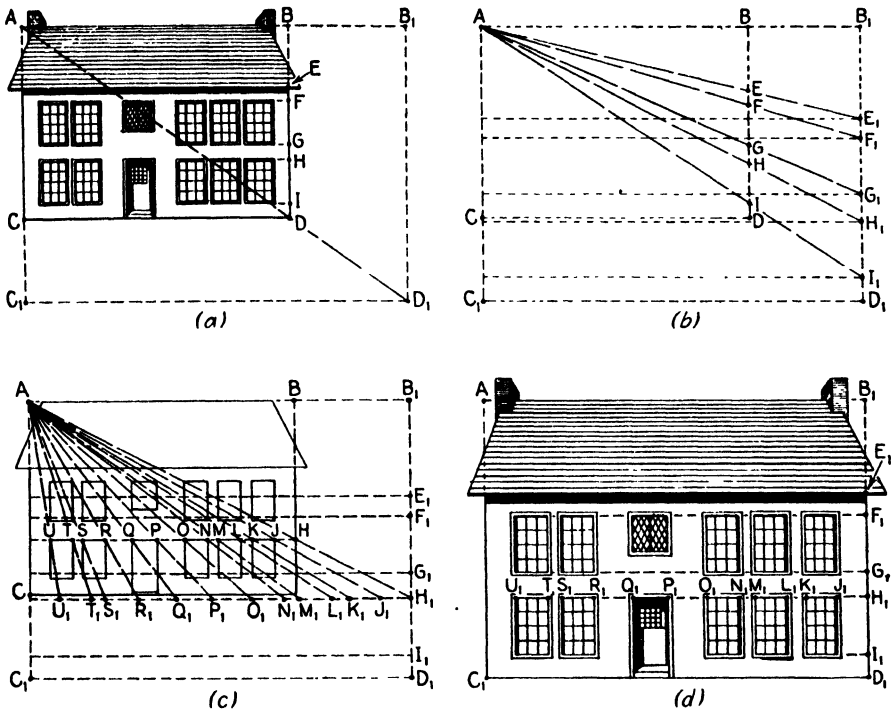 A B B₁
E
F
G
H
I
C D
C₁ D₁
(a)
A B B₁
E
F E₁
F₁
G
H
G₁
I
C D H₁
I₁
C₁ D₁
(b)
A B B₁
E₁
F₁
U T S R Q P O N M L K J H
G₁
C U₁ T₁ S₁ R₁ Q₁ P₁ O₁ N₁ M₁ L₁ K₁ J₁ H₁
I₁
C₁ D₁
(c)
A B₁
E₁
F₁
G₁
U₁ T S₁ R₁ Q₁ P₁ O₁ N₁ M₁ L₁ K₁ J₁ H₁
I₁
C₁ D₁
(d)